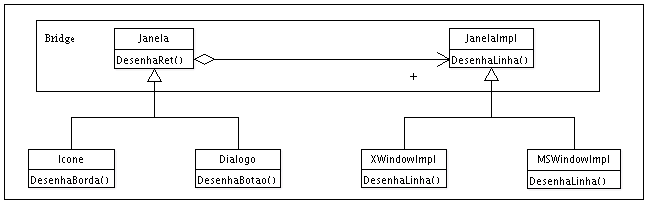 Bridge
Janela
JanelaImpl
DesenhaRet()
DesenhaLinha()
+
Icone
Dialogo
XWindowImpl
MSWindowImpl
DesenhaBorda()
DesenhaBotao()
DesenhaLinha()
DesenhaLinha()